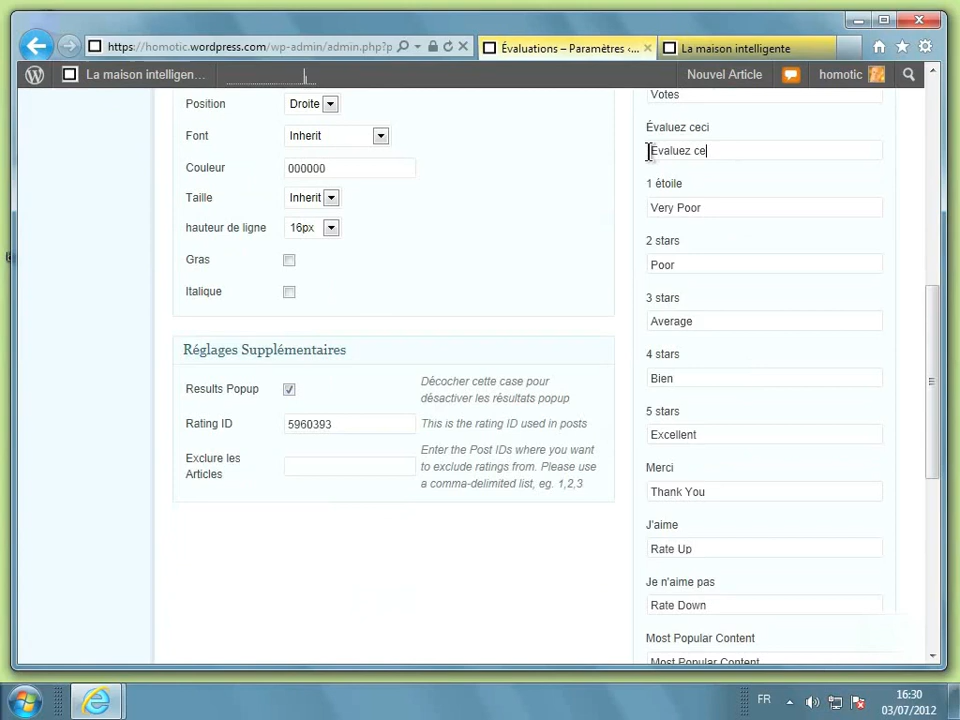 https://homotic.wordpress.com/wp-admin/admin.php?p
Évaluations – Paramètres ‹...
La maison intelligente
La maison intelligen...
Nouvel Article
homotic
Position
Droite
Font
Inherit
Couleur
000000
Taille
Inherit
hauteur de ligne
16px
Gras
Italique
Réglages Supplémentaires
Results Popup
Décocher cette case pour
désactiver les résultats popup
Rating ID
5960393
This is the rating ID used in posts
Exclure les
Articles
Enter the Post IDs where you want
to exclude ratings from. Please use
a comma-delimited list, eg. 1,2,3
Votes
Évaluez ceci
Evaluez ce
1 étoile
Very Poor
2 stars
Poor
3 stars
Average
4 stars
Bien
5 stars
Excellent
Merci
Thank You
J'aime
Rate Up
Je n'aime pas
Rate Down
Most Popular Content
Most Popular Content
FR
16:30
03/07/2012